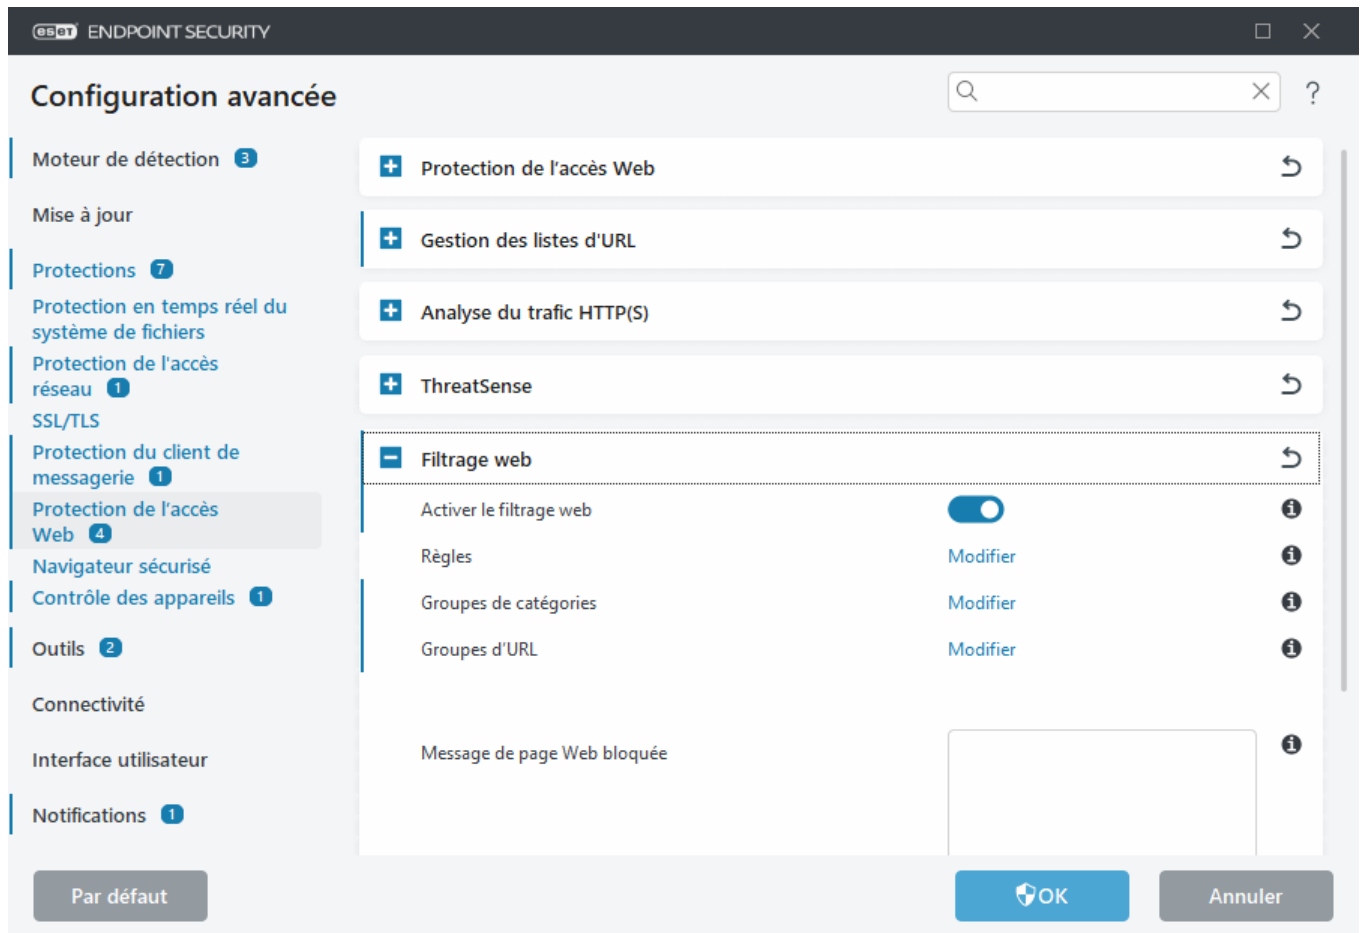 eset ENDPOINT SECURITY
Configuration avancée
?
Moteur de détection 3
Mise à jour
Protections 7
Protection en temps réel du
système de fichiers
Protection de l'accès
réseau 1
SSL/TLS
Protection du client de
messagerie 1
Protection de l'accès
Web 4
Navigateur sécurisé
Contrôle des appareils 1
Outils 2
Connectivité
Interface utilisateur
Notifications 1
Protection de l'accès Web
Gestion des listes d'URL
Analyse du trafic HTTP(S)
ThreatSense
Filtrage web
Activer le filtrage web
Règles Modifier
Groupes de catégories Modifier
Groupes d'URL Modifier
Message de page Web bloquée
Par défaut
OK
Annuler